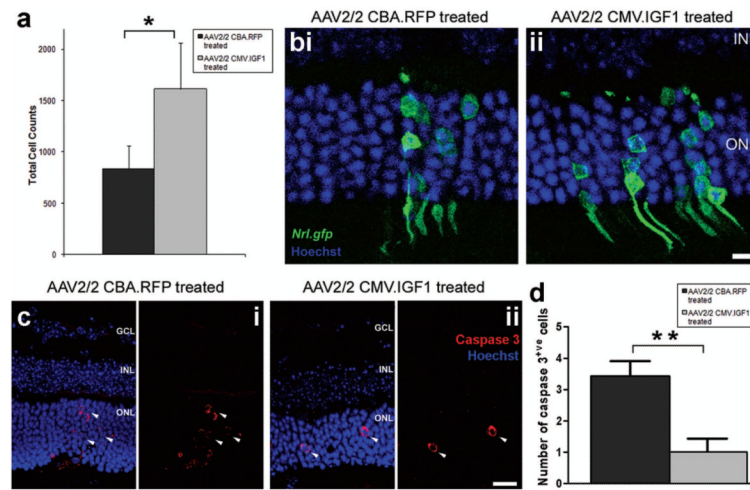 a
*
AAV2/2 CBA.RFP
treated
AAV2/2 CMV.IGF1
treated
Total Cell Counts
2000
1500
1000
500
0
AAV2/2 CBA.RFP treated
AAV2/2 CMV.IGF1 treated
bi
ii
IN
ON
Nrl.gfp
Hoechst
AAV2/2 CBA.RFP treated
AAV2/2 CMV.IGF1 treated
c
i
ii
GCL
INL
ONL
GCL
INL
ONL
Caspase 3
Hoechst
d
AAV2/2 CBA.RFP
treated
AAV2/2 CMV.IGF1
treated
**
Number of caspase 3+ve cells
5
4
3
2
1
0